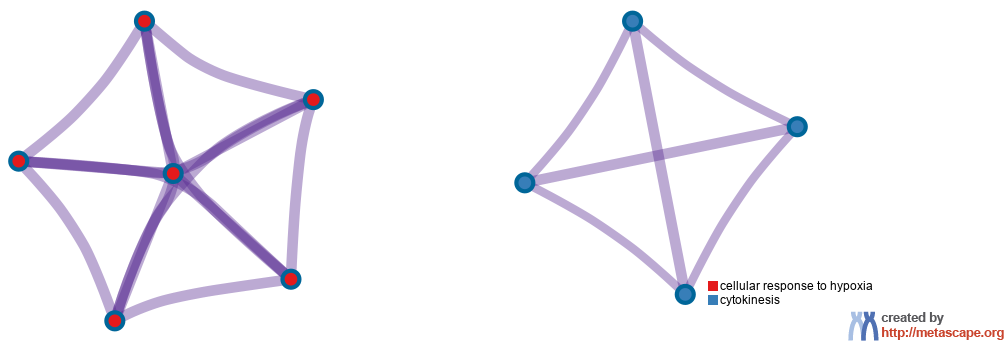 cellular response to hypoxia
cytokinesis
created by
http://metascape.org